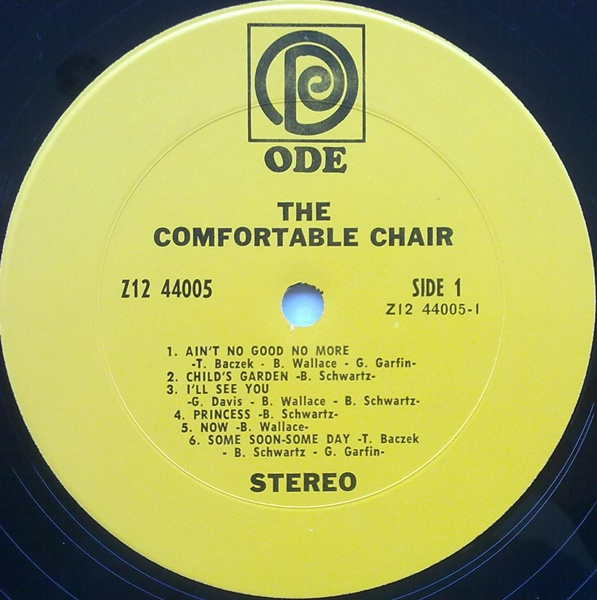 ODE
THE
COMFORTABLE CHAIR
Z12 44005
SIDE 1
Z12 44005-1
1. AIN'T NO GOOD NO MORE
-T. Baczek - B. Wallace - G. Garfin-
2. CHILD'S GARDEN -B. Schwartz-
3. I'LL SEE YOU
-G. Davis - B. Wallace - B. Schwartz-
4. PRINCESS -B. Schwartz-
5. NOW -B. Wallace-
6. SOME SOON-SOME DAY -T. Baczek
- B. Schwartz - G. Garfin-
STEREO